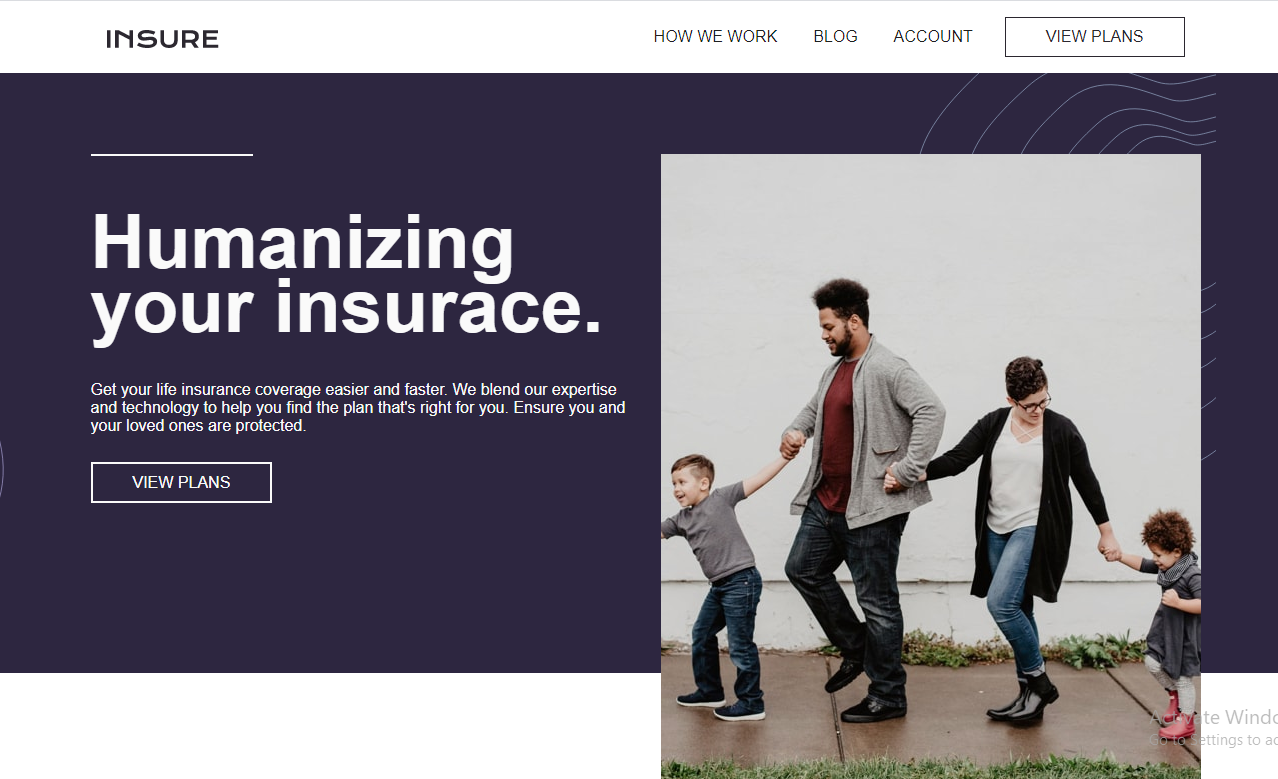 INSURE
HOW WE WORK
BLOG
ACCOUNT
VIEW PLANS
Humanizing
your insurace.
Get your life insurance coverage easier and faster. We blend our expertise
and technology to help you find the plan that's right for you. Ensure you and
your loved ones are protected.
VIEW PLANS
Activate Windo
Go to Settings to ac